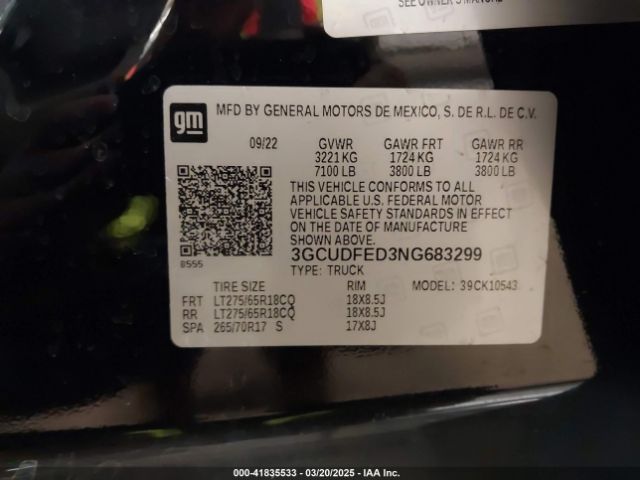 SEE OWNER'S MANUAL
gm
MFD BY GENERAL MOTORS DE MEXICO, S. DE R.L. DE C.V.
09/22 GVWR GAWR FRT GAWR RR
3221 KG 1724 KG 1724 KG
7100 LB 3800 LB 3800 LB
THIS VEHICLE CONFORMS TO ALL
APPLICABLE U.S. FEDERAL MOTOR
VEHICLE SAFETY STANDARDS IN EFFECT
ON THE DATE OF MANUFACTURE
SHOWN ABOVE.
3GCUDFED3NG683299
8555
TYPE: TRUCK
TIRE SIZE RIM MODEL: 39CK10543
FRT LT275/65R18CQ 18X8.5J
RR LT275/65R18CQ 18X8.5J
SPA 265/70R17 S 17X8J
000-41835533 — 03/20/2025 — IAA Inc.